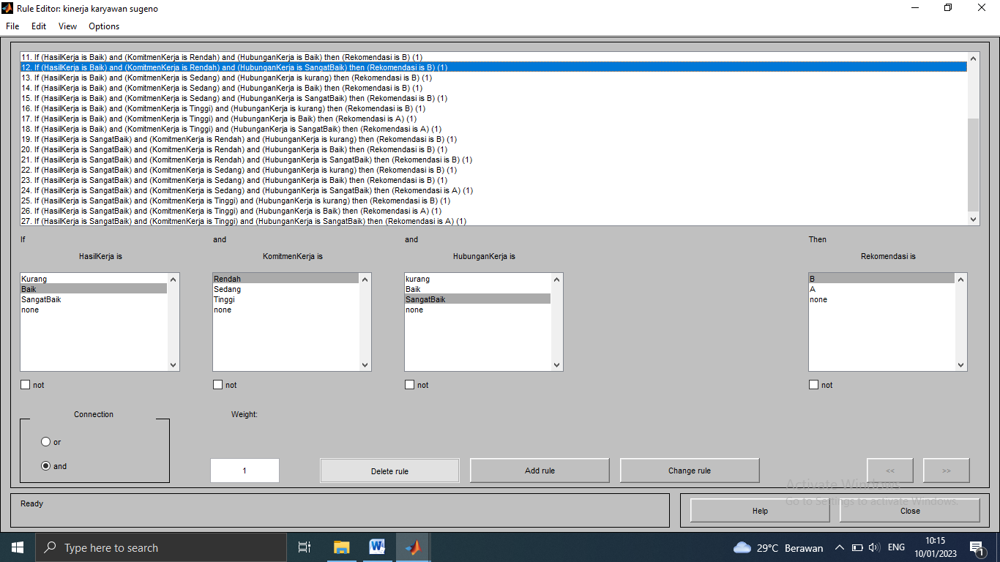 Rule Editor: kinerja karyawan sugeno
File Edit View Options
11. If (HasilKerja is Baik) and (KomitmenKerja is Rendah) and (HubunganKerja is Baik) then (Rekomendasi is B) (1)
12. If (HasilKerja is Baik) and (KomitmenKerja is Rendah) and (HubunganKerja is SangatBaik) then (Rekomendasi is B) (1)
13. If (HasilKerja is Baik) and (KomitmenKerja is Sedang) and (HubunganKerja is kurang) then (Rekomendasi is B) (1)
14. If (HasilKerja is Baik) and (KomitmenKerja is Sedang) and (HubunganKerja is Baik) then (Rekomendasi is B) (1)
15. If (HasilKerja is Baik) and (KomitmenKerja is Sedang) and (HubunganKerja is SangatBaik) then (Rekomendasi is B) (1)
16. If (HasilKerja is Baik) and (KomitmenKerja is Tinggi) and (HubunganKerja is kurang) then (Rekomendasi is B) (1)
17. If (HasilKerja is Baik) and (KomitmenKerja is Tinggi) and (HubunganKerja is Baik) then (Rekomendasi is A) (1)
18. If (HasilKerja is Baik) and (KomitmenKerja is Tinggi) and (HubunganKerja is SangatBaik) then (Rekomendasi is A) (1)
19. If (HasilKerja is SangatBaik) and (KomitmenKerja is Rendah) and (HubunganKerja is kurang) then (Rekomendasi is B) (1)
20. If (HasilKerja is SangatBaik) and (KomitmenKerja is Rendah) and (HubunganKerja is Baik) then (Rekomendasi is B) (1)
21. If (HasilKerja is SangatBaik) and (KomitmenKerja is Rendah) and (HubunganKerja is SangatBaik) then (Rekomendasi is B) (1)
22. If (HasilKerja is SangatBaik) and (KomitmenKerja is Sedang) and (HubunganKerja is kurang) then (Rekomendasi is B) (1)
23. If (HasilKerja is SangatBaik) and (KomitmenKerja is Sedang) and (HubunganKerja is Baik) then (Rekomendasi is B) (1)
24. If (HasilKerja is SangatBaik) and (KomitmenKerja is Sedang) and (HubunganKerja is SangatBaik) then (Rekomendasi is A) (1)
25. If (HasilKerja is SangatBaik) and (KomitmenKerja is Tinggi) and (HubunganKerja is kurang) then (Rekomendasi is B) (1)
26. If (HasilKerja is SangatBaik) and (KomitmenKerja is Tinggi) and (HubunganKerja is Baik) then (Rekomendasi is A) (1)
27. If (HasilKerja is SangatBaik) and (KomitmenKerja is Tinggi) and (HubunganKerja is SangatBaik) then (Rekomendasi is A) (1)
If and and Then
HasilKerja is KomitmenKerja is HubunganKerja is Rekomendasi is
Kurang Rendah kurang B
Baik Sedang Baik A
SangatBaik Tinggi SangatBaik none
none none none
not not not not
Connection Weight:
or
and
1 Delete rule Add rule Change rule << >>
Activate Windows
Go to Settings to activate Windows.
Ready
Help Close
Type here to search
29°C Berawan ENG 10:15
10/01/2023
1